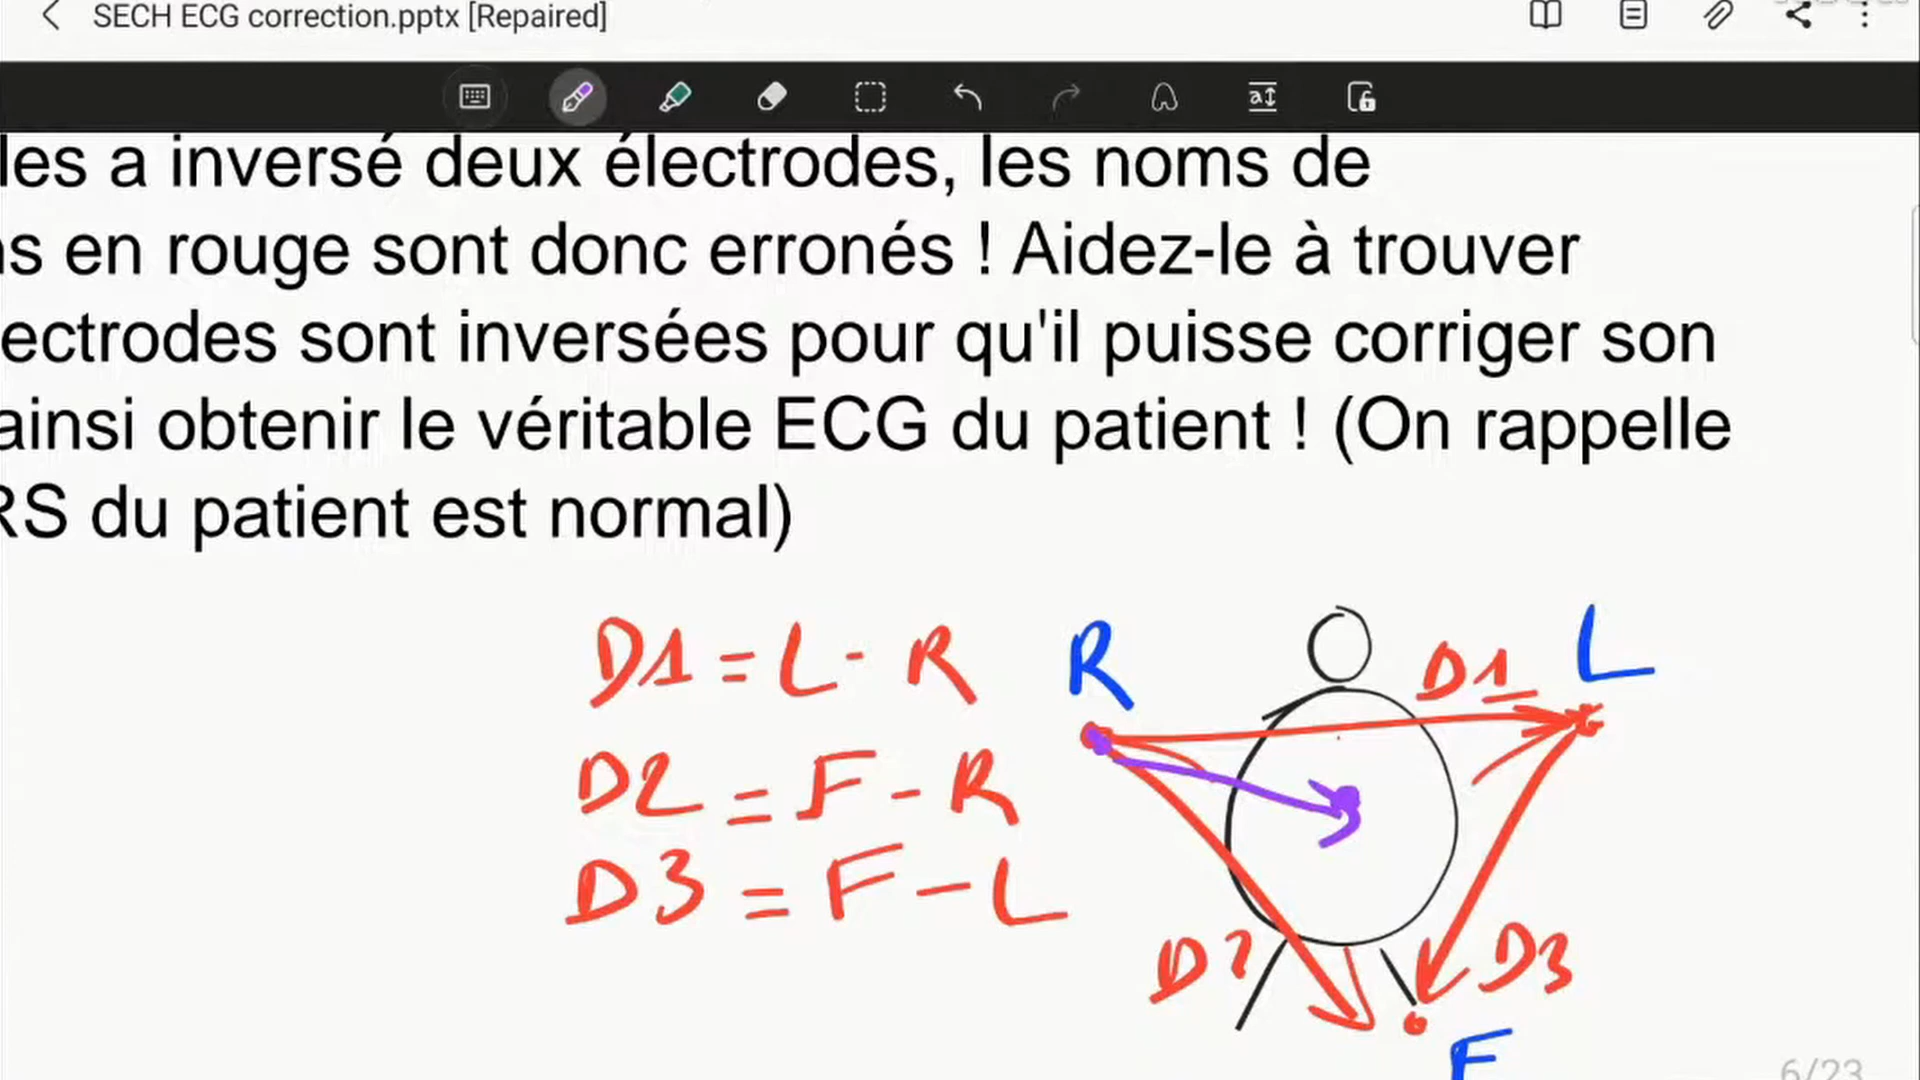 SECH ECG correction.pptx [Repaired]
les a inversé deux électrodes, les noms de
s en rouge sont donc erronés ! Aidez-le à trouver
ectrodes sont inversées pour qu'il puisse corriger son
ainsi obtenir le véritable ECG du patient ! (On rappelle
RS du patient est normal)
D1 = L - R
D2 = F - R
D3 = F - L
R
D1
L
D2
D3
F
6/23